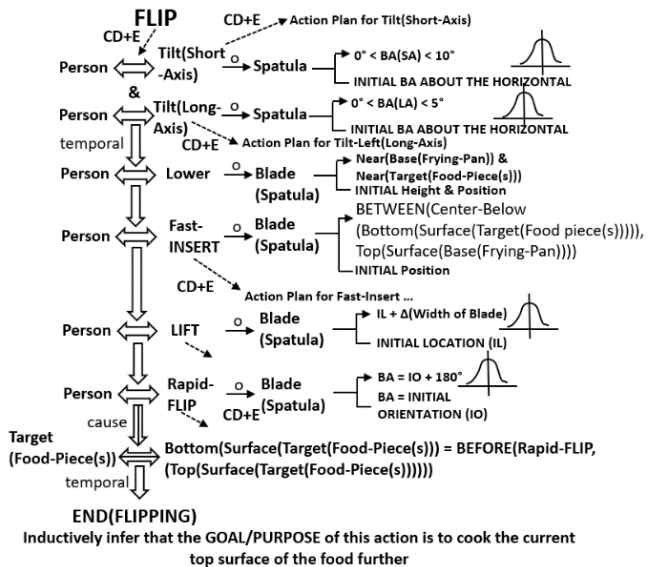 FLIP
CD+E
CD+E
Action Plan for Tilt(Short-Axis)
Person
Tilt(Short
-Axis)
o
Spatula
0° < BA(SA) < 10°
INITIAL BA ABOUT THE HORIZONTAL
&
Person
Tilt(Long-
Axis)
o
Spatula
0° < BA(LA) < 5°
INITIAL BA ABOUT THE HORIZONTAL
temporal
CD+E
Action Plan for Tilt-Left(Long-Axis)
Person
Lower
o
Blade
(Spatula)
Near(Base(Frying-Pan)) &
Near(Target(Food-Piece(s)))
INITIAL Height & Position
Person
Fast-
INSERT
o
Blade
(Spatula)
BETWEEN(Center-Below
(Bottom(Surface(Target(Food piece(s))))),
Top(Surface(Base(Frying-Pan))))
INITIAL Position
CD+E
Action Plan for Fast-Insert ...
Person
LIFT
o
Blade
(Spatula)
IL + Δ(Width of Blade)
INITIAL LOCATION (IL)
Person
Rapid-
FLIP
o
CD+E
Blade
(Spatula)
BA = IO + 180°
BA = INITIAL
ORIENTATION (IO)
cause
Target
(Food-Piece(s))
Bottom(Surface(Target(Food-Piece(s))) = BEFORE(Rapid-FLIP,
(Top(Surface(Target(Food-Piece(s))))))
temporal
END(FLIPPING)
Inductively infer that the GOAL/PURPOSE of this action is to cook the current
top surface of the food further